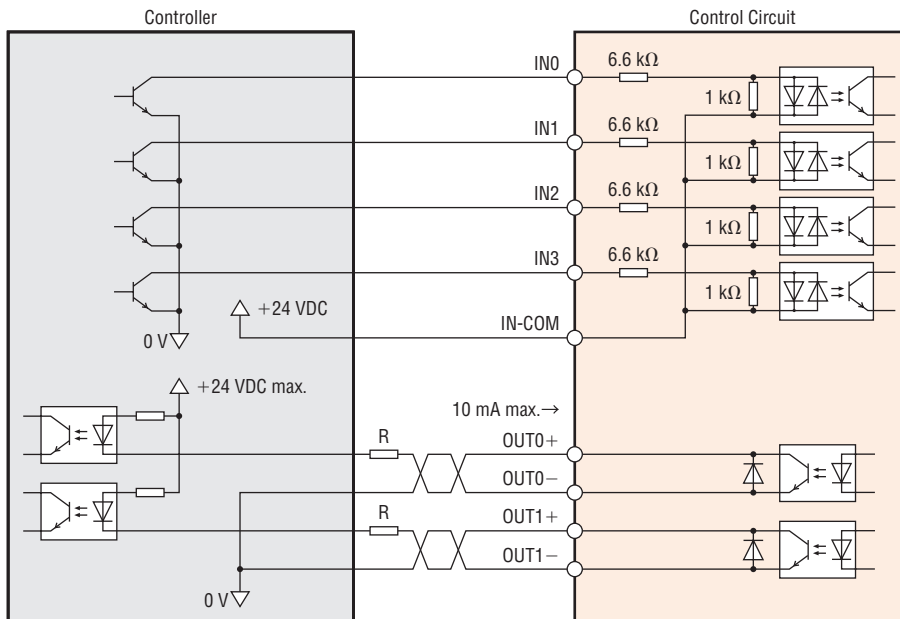 Controller
Control Circuit
IN0
6.6 kΩ
1 kΩ
IN1
6.6 kΩ
1 kΩ
IN2
6.6 kΩ
1 kΩ
IN3
6.6 kΩ
1 kΩ
+24 VDC
IN-COM
0 V
+24 VDC max.
10 mA max.→
R
OUT0+
OUT0−
R
OUT1+
OUT1−
0 V